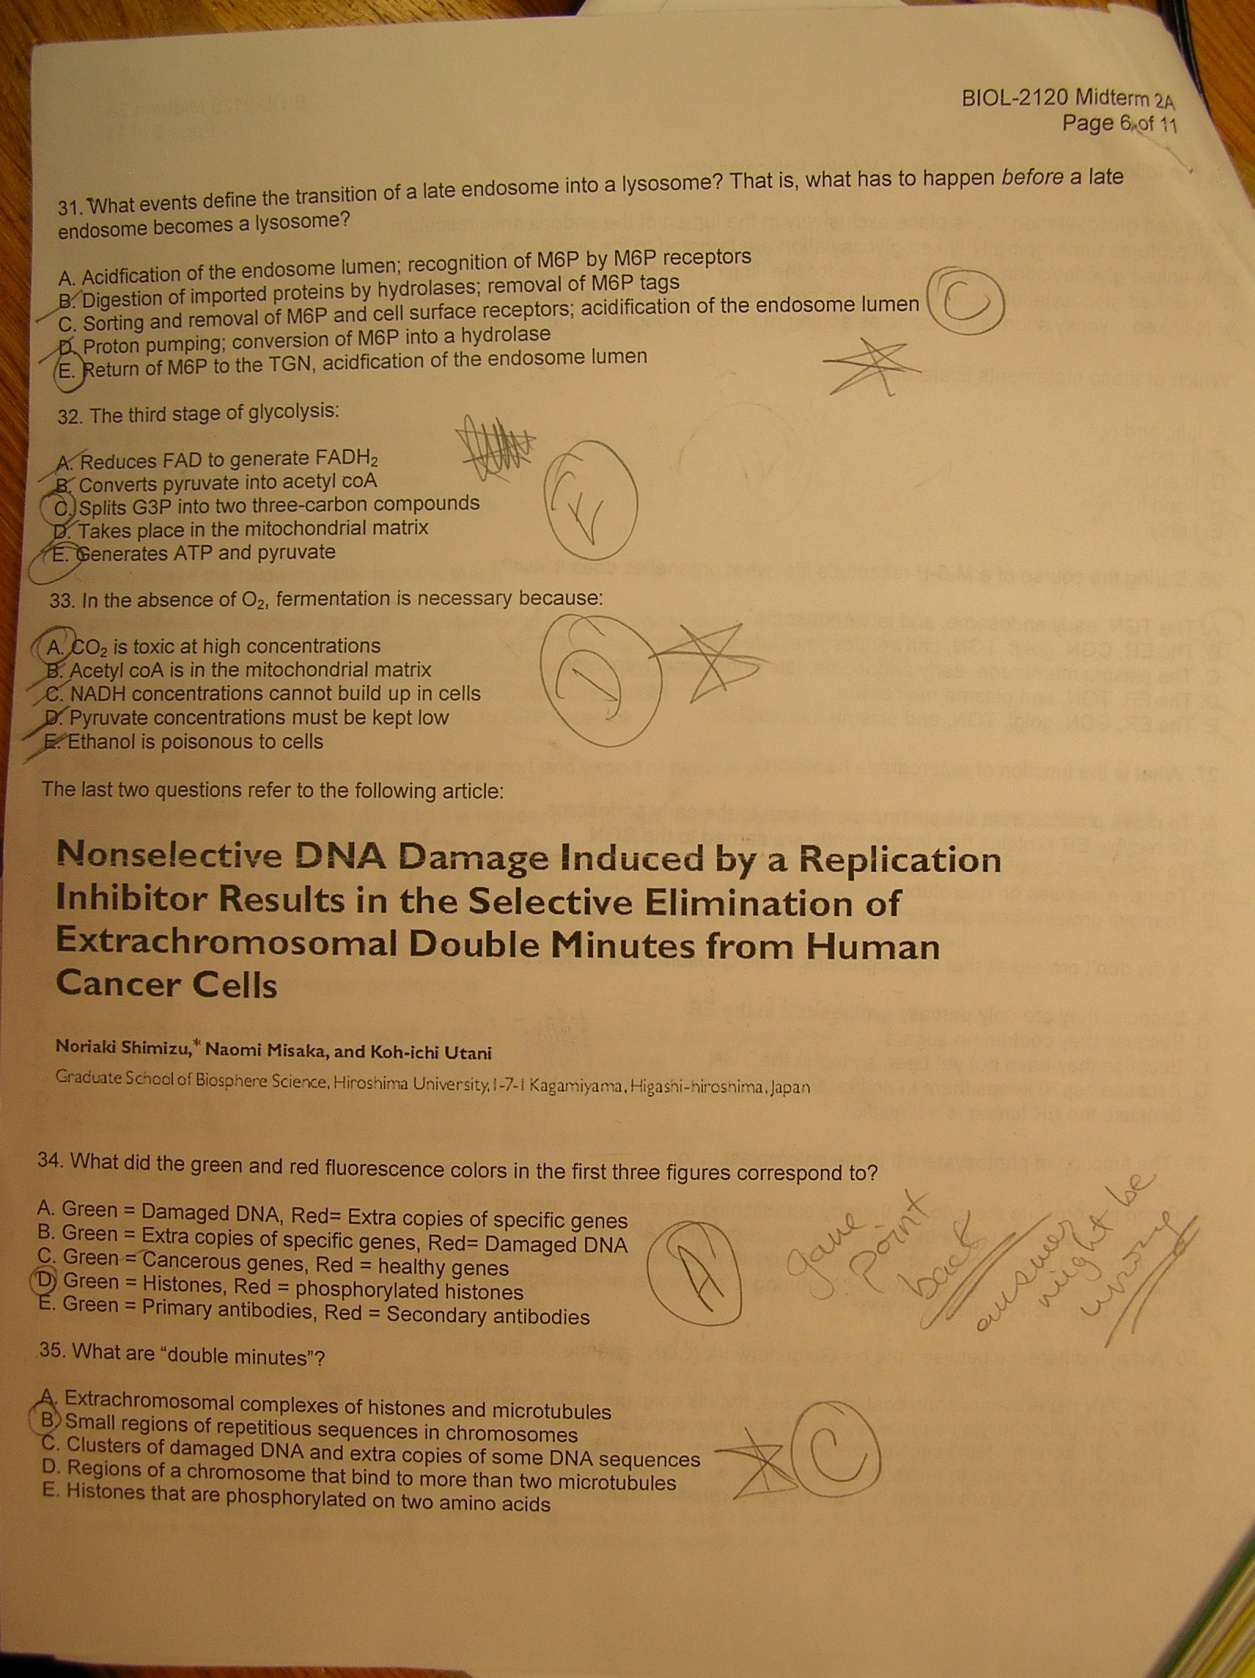 BIOL-2120 Midterm 2A
Page 6 of 11
31. What events define the transition of a late endosome into a lysosome? That is, what has to happen before a late
endosome becomes a lysosome?
A. Acidfication of the endosome lumen; recognition of M6P by M6P receptors
B. Digestion of imported proteins by hydrolases; removal of M6P tags
C. Sorting and removal of M6P and cell surface receptors; acidification of the endosome lumen
C
D. Proton pumping; conversion of M6P into a hydrolase
E. Return of M6P to the TGN, acidfication of the endosome lumen
32. The third stage of glycolysis:
A. Reduces FAD to generate FADH2
B. Converts pyruvate into acetyl coA
C. Splits G3P into two three-carbon compounds
E
D. Takes place in the mitochondrial matrix
E. Generates ATP and pyruvate
33. In the absence of O2, fermentation is necessary because:
A. CO2 is toxic at high concentrations
B. Acetyl coA is in the mitochondrial matrix
D
C. NADH concentrations cannot build up in cells
D. Pyruvate concentrations must be kept low
E. Ethanol is poisonous to cells
The last two questions refer to the following article:
Nonselective DNA Damage Induced by a Replication
Inhibitor Results in the Selective Elimination of
Extrachromosomal Double Minutes from Human
Cancer Cells
Noriaki Shimizu,* Naomi Misaka, and Koh-ichi Utani
Graduate School of Biosphere Science, Hiroshima University, 1-7-1 Kagamiyama, Higashi-hiroshima, Japan
34. What did the green and red fluorescence colors in the first three figures correspond to?
A. Green = Damaged DNA, Red= Extra copies of specific genes
B. Green = Extra copies of specific genes, Red= Damaged DNA
C. Green = Cancerous genes, Red = healthy genes
D. Green = Histones, Red = phosphorylated histones
E. Green = Primary antibodies, Red = Secondary antibodies
A
gave
point
back
answer
might be
wrong
35. What are “double minutes”?
A. Extrachromosomal complexes of histones and microtubules
B. Small regions of repetitious sequences in chromosomes
C. Clusters of damaged DNA and extra copies of some DNA sequences
C
D. Regions of a chromosome that bind to more than two microtubules
E. Histones that are phosphorylated on two amino acids